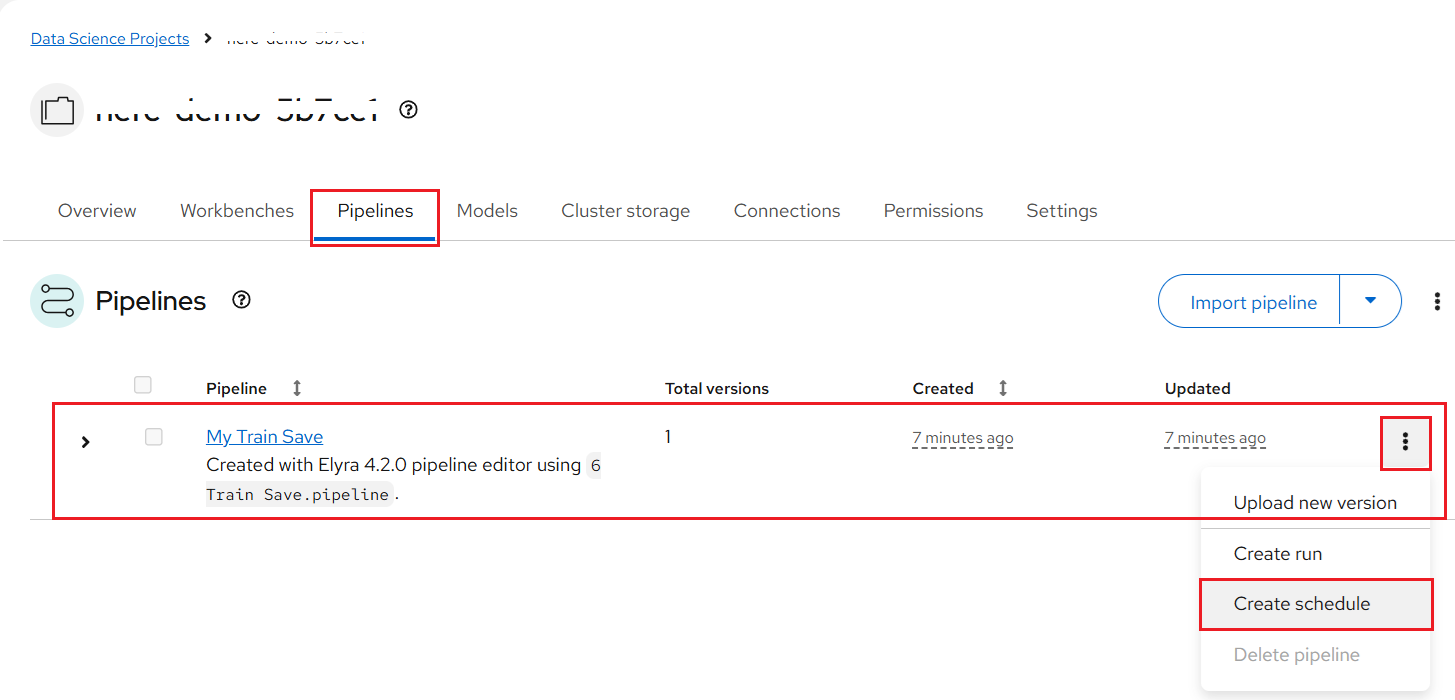 Data Science Projects
Overview Workbenches Pipelines Models Cluster storage Connections Permissions Settings
Pipelines
Import pipeline
Pipeline Total versions Created Updated
My Train Save 1 7 minutes ago 7 minutes ago
Created with Elyra 4.2.0 pipeline editor using 6
Train Save.pipeline.
Upload new version
Create run
Create schedule
Delete pipeline